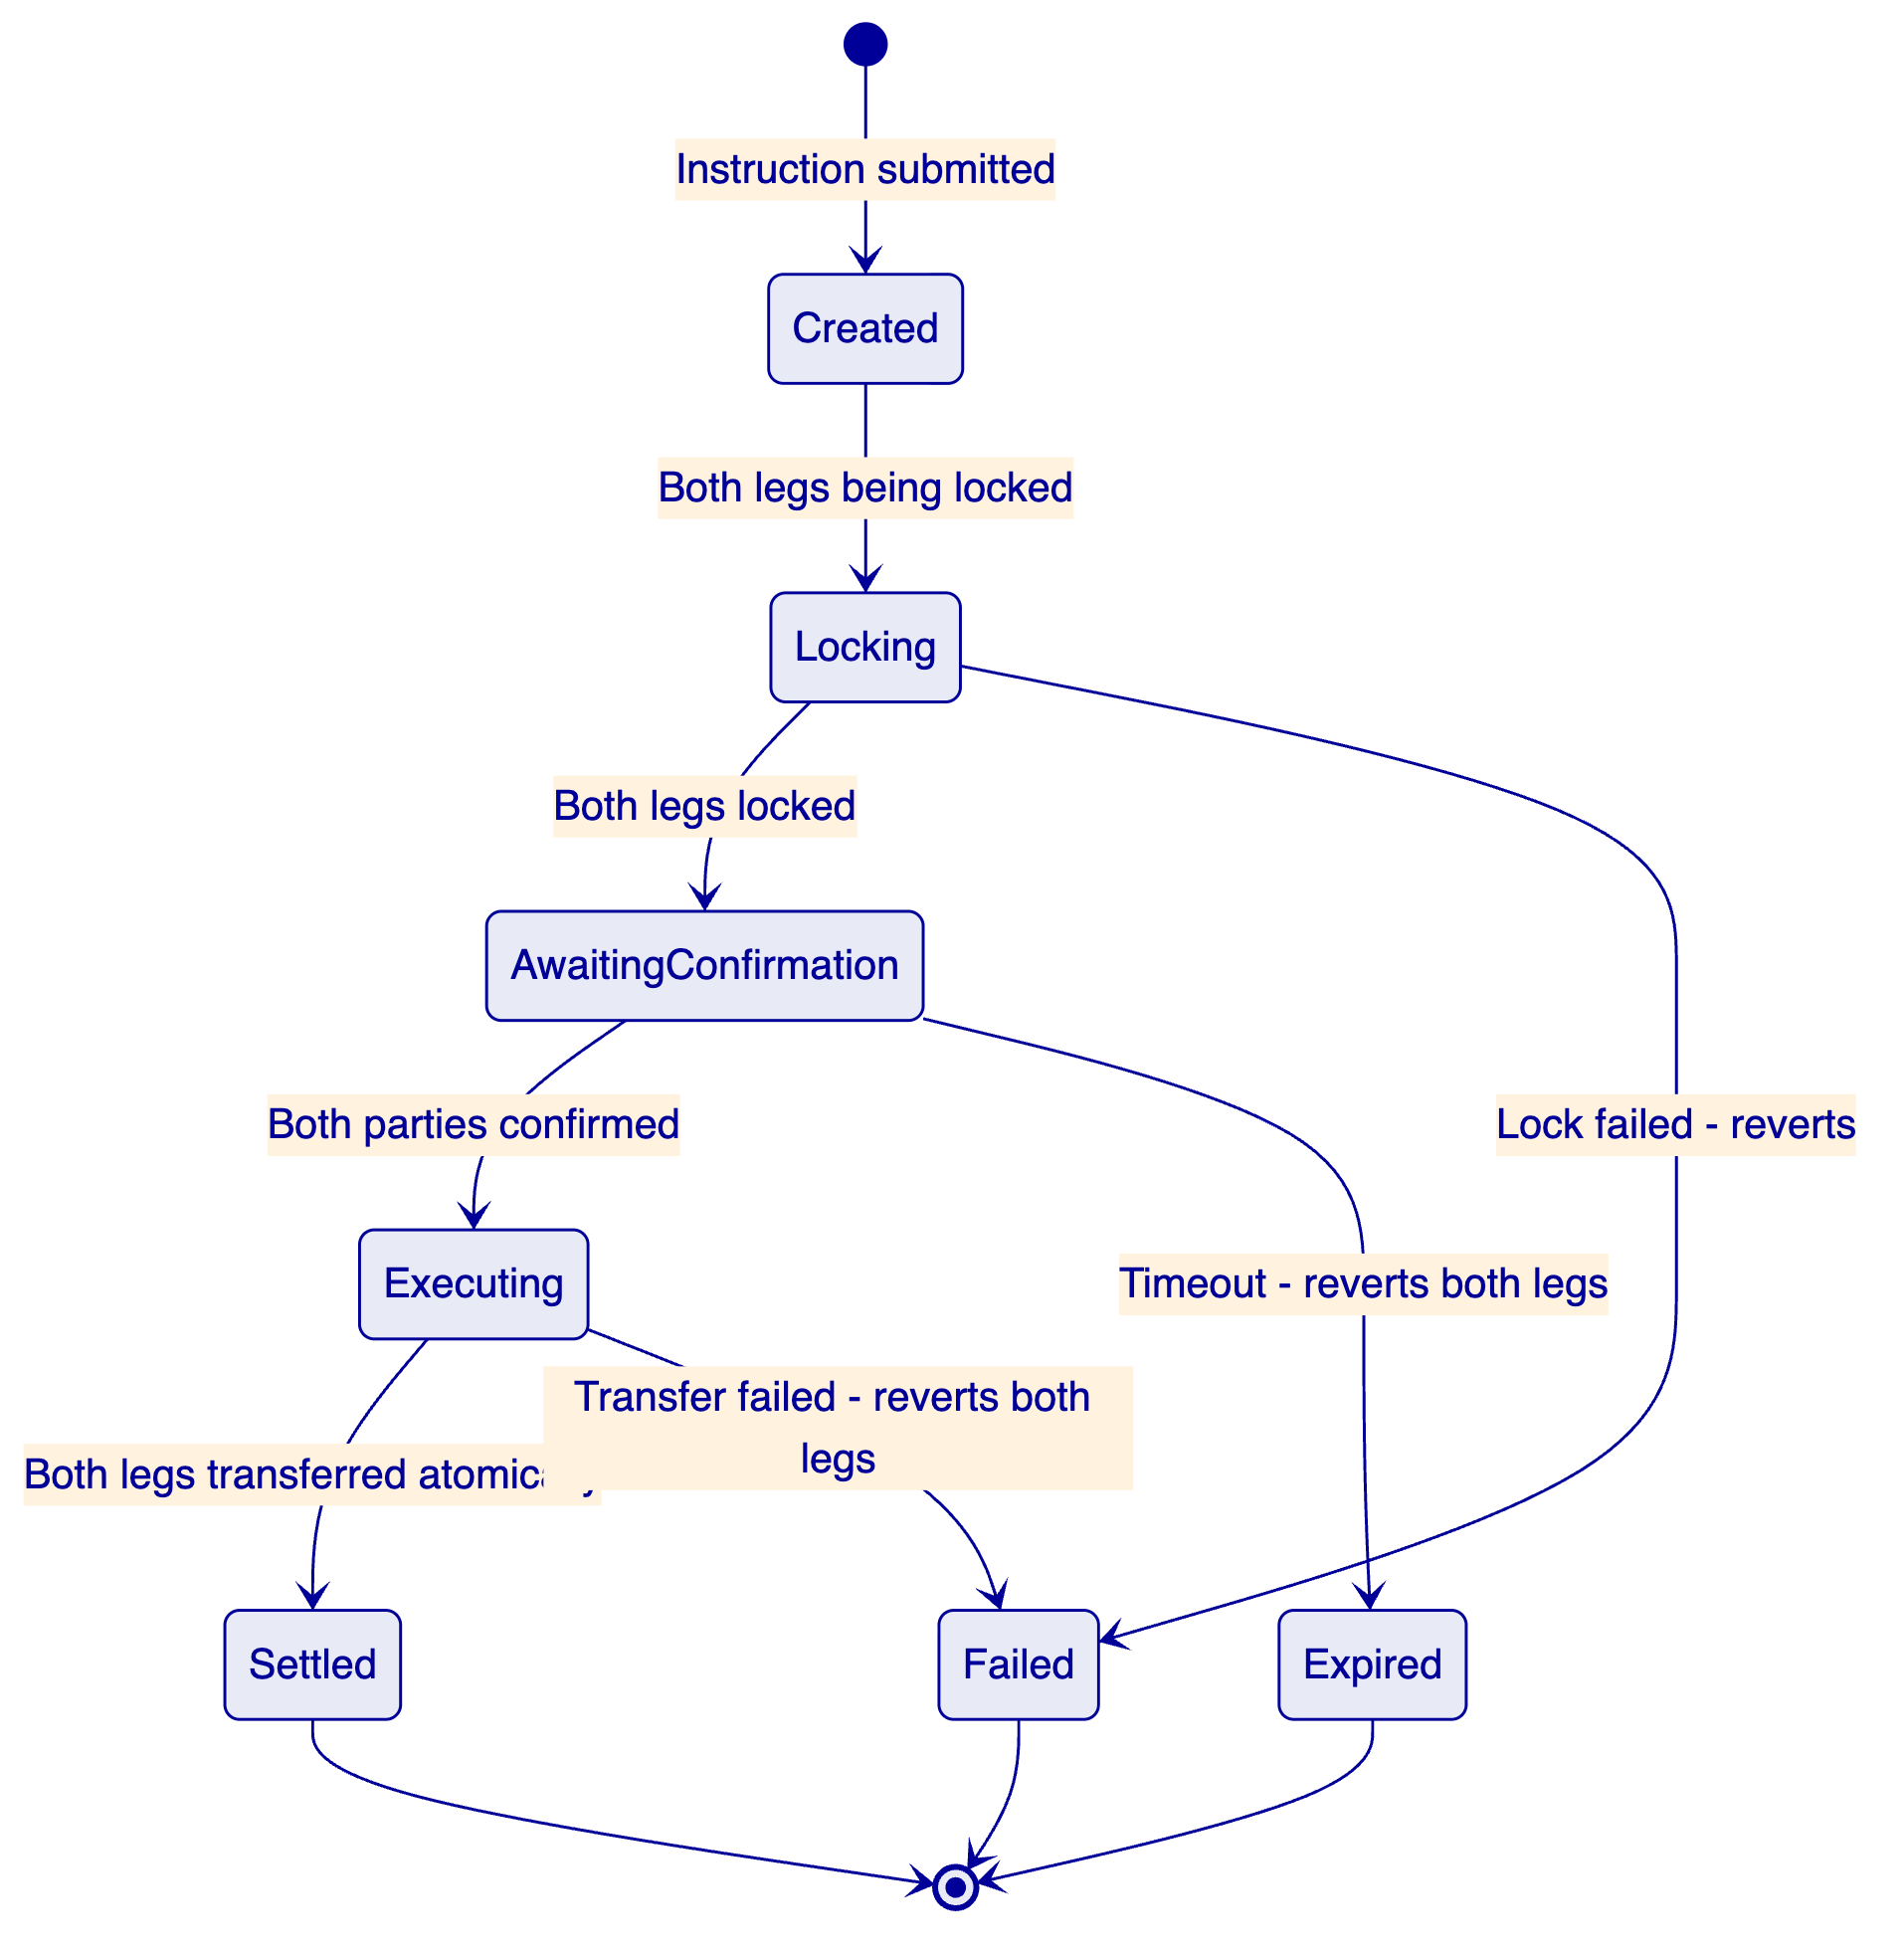 Instruction submitted
Created
Both legs being locked
Locking
Both legs locked
AwaitingConfirmation
Both parties confirmed
Lock failed - reverts
Executing
Timeout - reverts both legs
Transfer failed - reverts both
legs
Both legs transferred
Settled
Failed
Expired